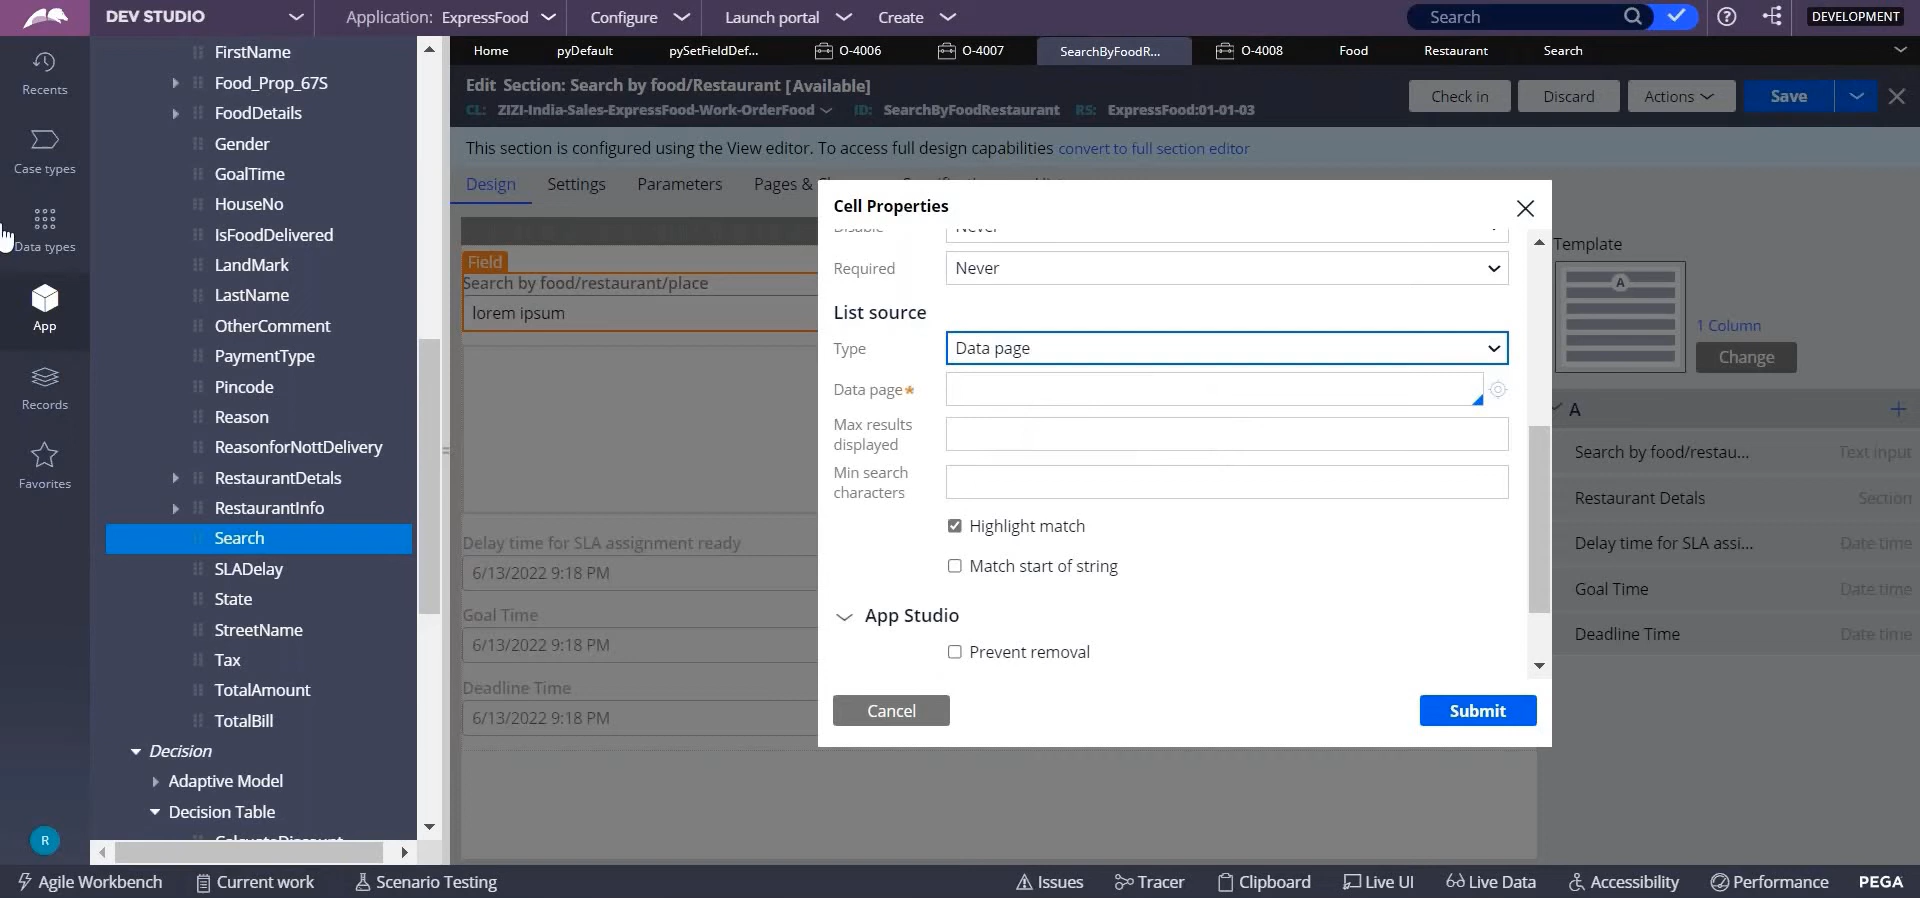 DEV STUDIO
Application: ExpressFood
Configure
Launch portal
Create
Search
DEVELOPMENT
Home
pyDefault
pySetFieldDef...
O-4006
O-4007
SearchByFoodR...
O-4008
Food
Restaurant
Search
Recents
Case types
Data types
App
Records
Favorites
R
FirstName
Food_Prop_67S
FoodDetails
Gender
GoalTime
HouseNo
IsFoodDelivered
LandMark
LastName
OtherComment
PaymentType
Pincode
Reason
ReasonforNottDelivery
RestaurantDetals
RestaurantInfo
Search
SLADelay
State
StreetName
Tax
TotalAmount
TotalBill
Decision
Adaptive Model
Decision Table
Edit Section: Search by food/Restaurant [Available]
CL: ZIZI-India-Sales-ExpressFood-Work-OrderFood ID: SearchByFoodRestaurant RS: ExpressFood:01-01-03
Check in
Discard
Actions
Save
This section is configured using the View editor. To access full design capabilities convert to full section editor
Design
Settings
Parameters
Pages &
Field
Search by food/restaurant/place
lorem ipsum
Delay time for SLA assignment ready
6/13/2022 9:18 PM
Goal Time
6/13/2022 9:18 PM
Deadline Time
6/13/2022 9:18 PM
Cell Properties
Disable Never
Required Never
List source
Type Data page
Data page*
Max results displayed
Min search characters
Highlight match
Match start of string
App Studio
Prevent removal
Cancel
Submit
Template
A
1 Column
Change
A
Search by food/restau... Text input
Restaurant Detals Section
Delay time for SLA assi... Date time
Goal Time Date time
Deadline Time Date time
Agile Workbench
Current work
Scenario Testing
Issues
Tracer
Clipboard
Live UI
Live Data
Accessibility
Performance
PEGA